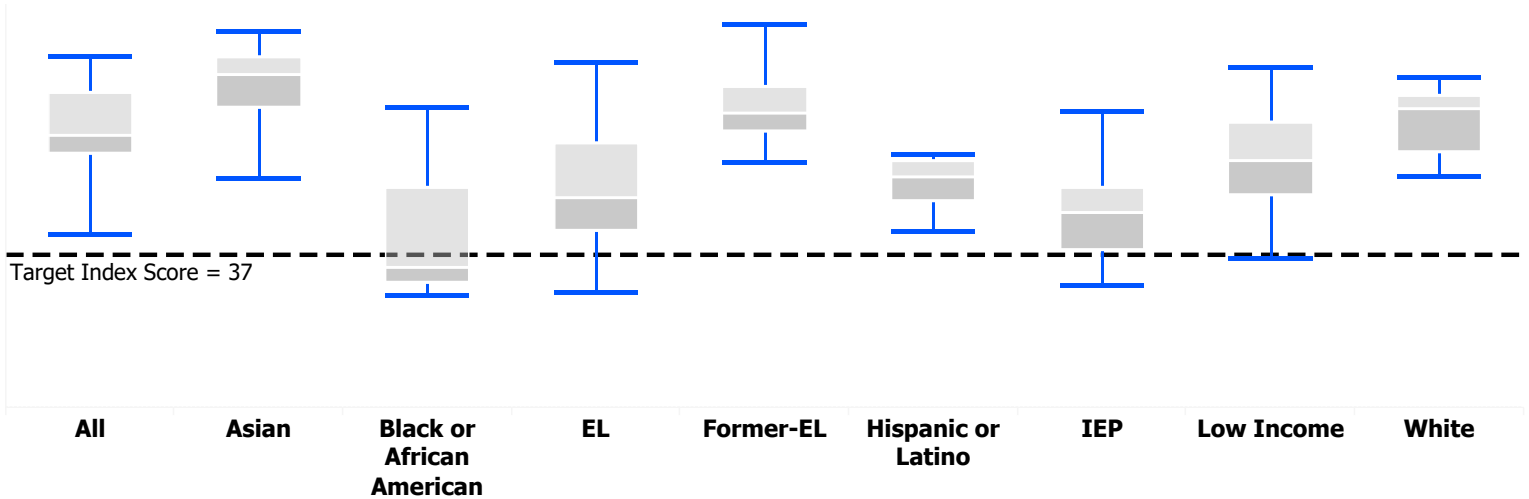 Target Index Score = 37
All
Asian
Black or
African
American
EL
Former-EL
Hispanic or
Latino
IEP
Low Income
White